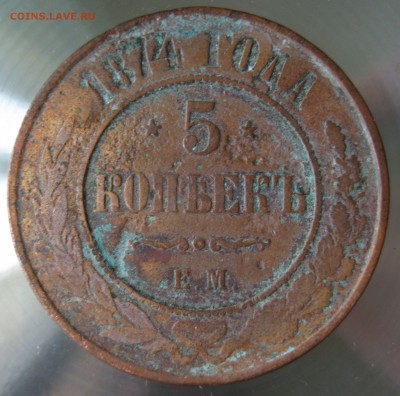 COINS.LAVE.RU
1874 ГОДА
5
КОПѢЕКЪ
Е.М.